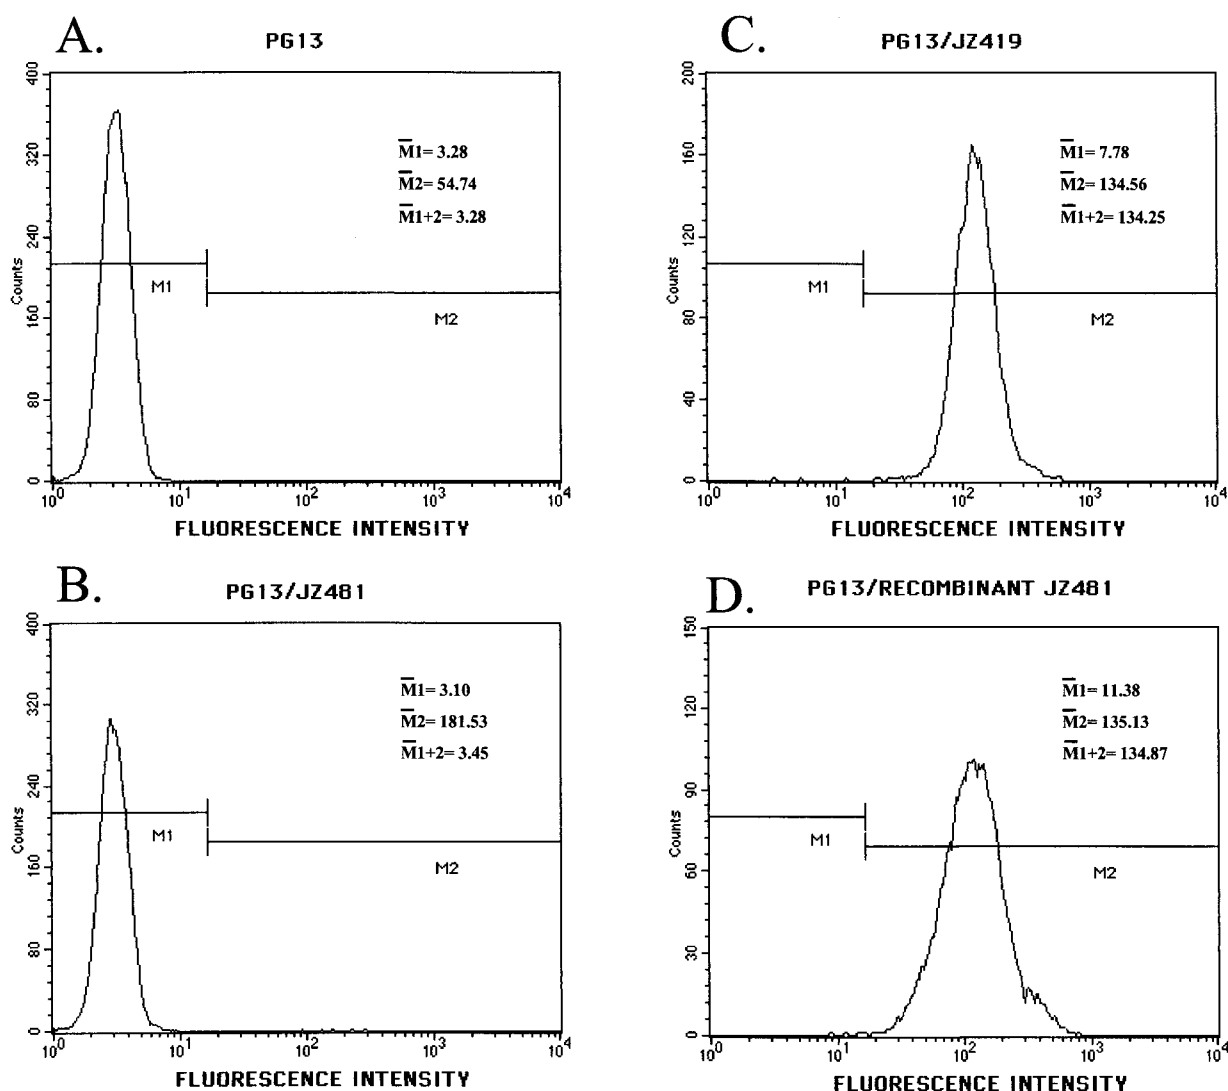 A.
PG13
400
320
240
160
80
0
Counts
M̅1= 3.28
M̅2= 54.74
M̅1+2= 3.28
M1
M2
10⁰ 10¹ 10² 10³ 10⁴
FLUORESCENCE INTENSITY
B.
PG13/JZ481
400
320
240
160
80
0
Counts
M̅1= 3.10
M̅2= 181.53
M̅1+2= 3.45
M1
M2
10⁰ 10¹ 10² 10³ 10⁴
FLUORESCENCE INTENSITY
C.
PG13/JZ419
200
160
120
80
40
0
Counts
M̅1= 7.78
M̅2= 134.56
M̅1+2= 134.25
M1
M2
10⁰ 10¹ 10² 10³ 10⁴
FLUORESCENCE INTENSITY
D.
PG13/RECOMBINANT JZ481
150
120
90
60
30
0
Counts
M̅1= 11.38
M̅2= 135.13
M̅1+2= 134.87
M1
M2
10⁰ 10¹ 10² 10³ 10⁴
FLUORESCENCE INTENSITY